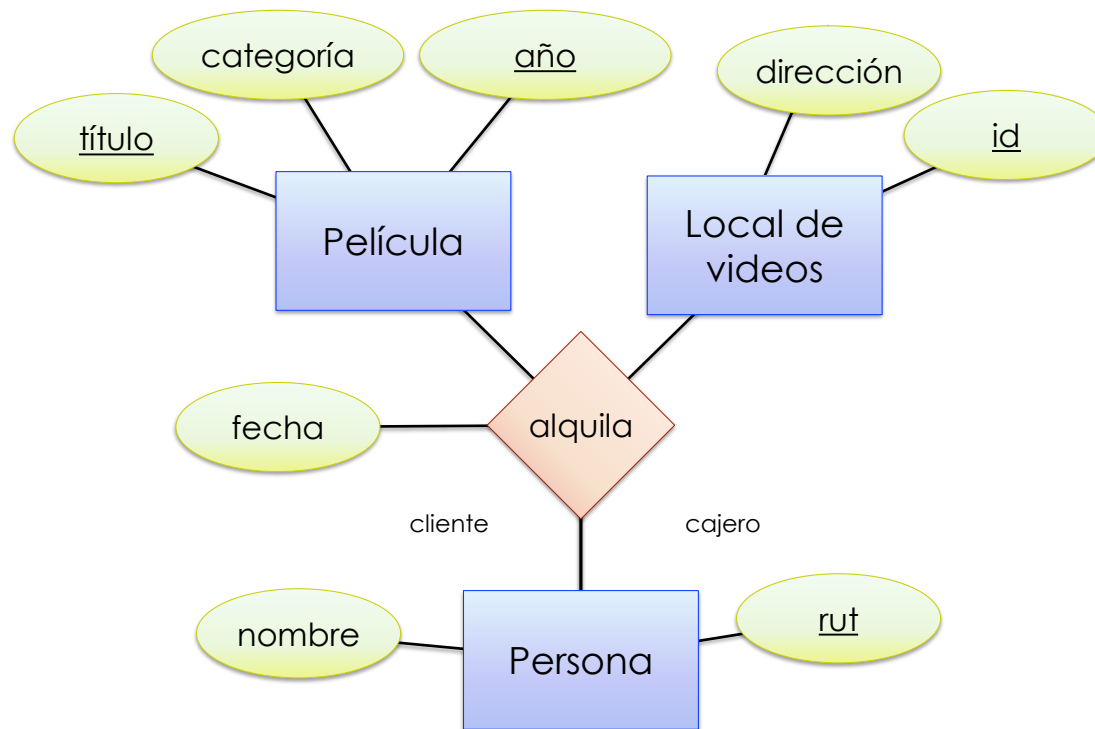 categoría
año
dirección
título
id
Película
Local de
videos
fecha
alquila
cliente
cajero
nombre
rut
Persona